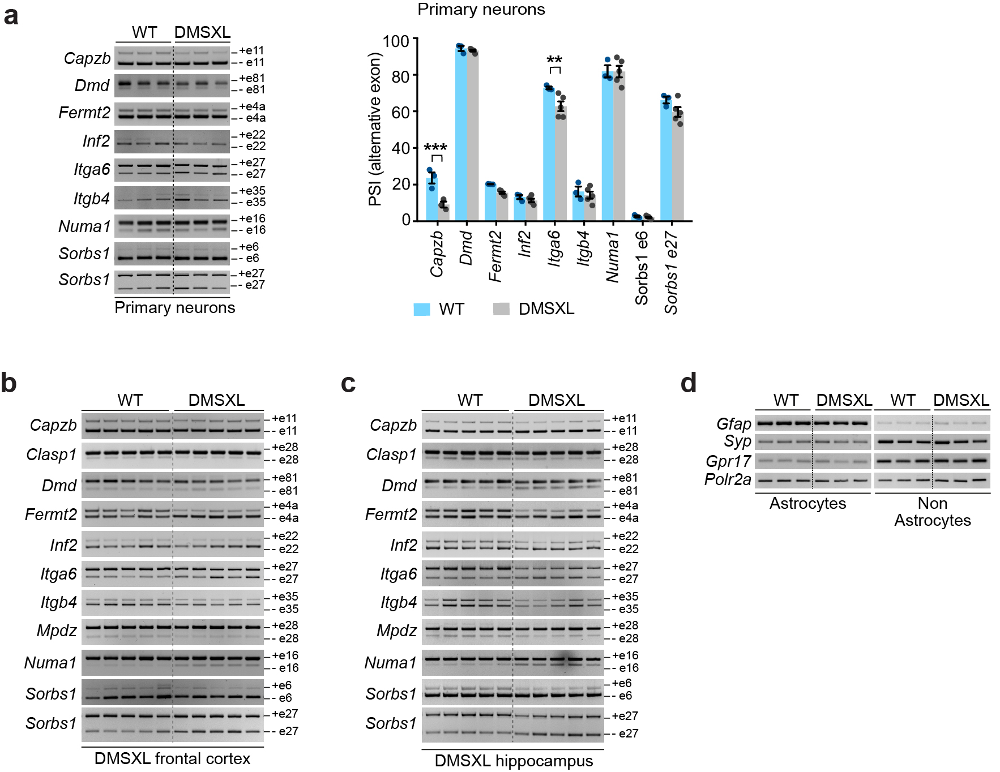 a
WT DMSXL
Capzb +e11
- e11
Dmd +e81
- e81
Fermt2 +e4a
- e4a
Inf2 +e22
- e22
Itga6 +e27
- e27
Itgb4 +e35
- e35
Numa1 +e16
- e16
Sorbs1 +e6
- e6
Sorbs1 +e27
- e27
Primary neurons
Primary neurons
PSI (alternative exon)
100
80
60
40
20
0
***
**
Capzb
Dmd
Fermt2
Inf2
Itga6
Itgb4
Numa1
Sorbs1 e6
Sorbs1 e27
WT DMSXL
b
WT DMSXL
Capzb +e11
- e11
Clasp1 +e28
- e28
Dmd +e81
- e81
Fermt2 +e4a
- e4a
Inf2 +e22
- e22
Itga6 +e27
- e27
Itgb4 +e35
- e35
Mpdz +e28
- e28
Numa1 +e16
- e16
Sorbs1 +e6
- e6
Sorbs1 +e27
- e27
DMSXL frontal cortex
c
WT DMSXL
Capzb +e11
- e11
Clasp1 +e28
- e28
Dmd +e81
- e81
Fermt2 +e4a
- e4a
Inf2 +e22
- e22
Itga6 +e27
- e27
Itgb4 +e35
- e35
Mpdz +e28
- e28
Numa1 +e16
- e16
Sorbs1 +e6
- e6
Sorbs1 +e27
- e27
DMSXL hippocampus
d
WT DMSXL WT DMSXL
Gfap
Syp
Gpr17
Polr2a
Astrocytes Non
Astrocytes